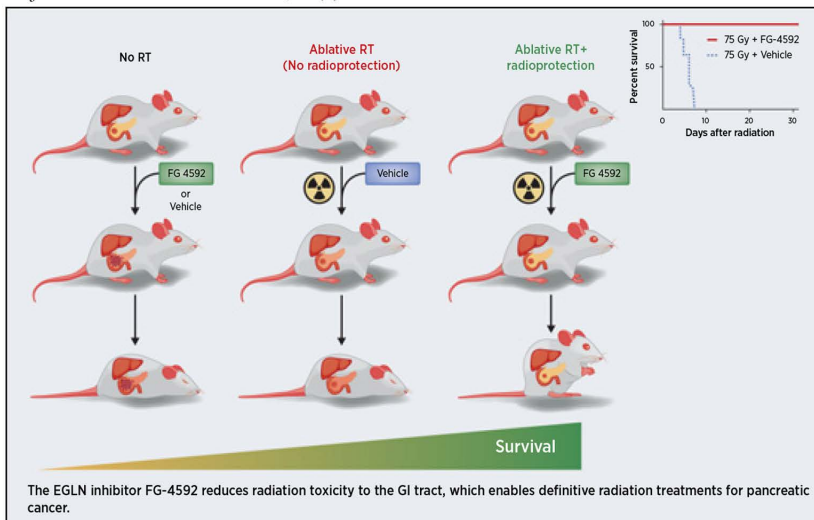 No RT
Ablative RT
(No radioprotection)
Ablative RT+
radioprotection
Percent survival
100
50
75 Gy + FG-4592
75 Gy + Vehicle
0
10
20
30
Days after radiation
FG 4592
or
Vehicle
Vehicle
FG 4592
Survival
The EGLN inhibitor FG-4592 reduces radiation toxicity to the GI tract, which enables definitive radiation treatments for pancreatic
cancer.